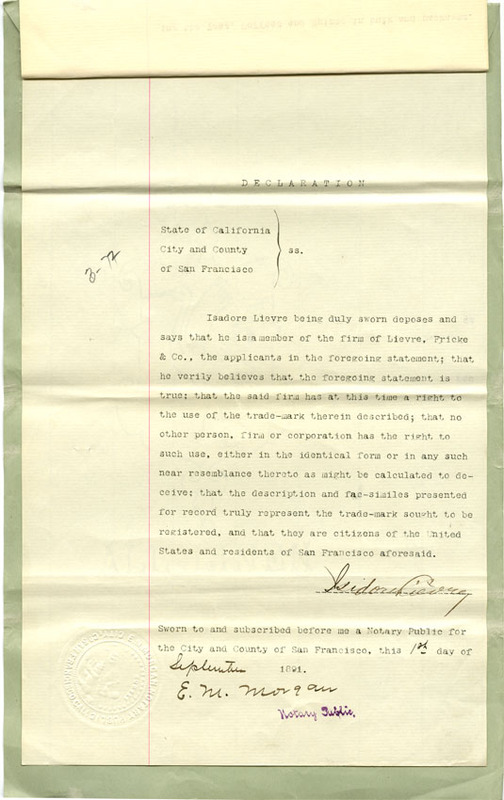 DECLARATION
State of California
City and County ) ss.
of San Francisco
Isadore Lievre being duly sworn deposes and
says that he is a member of the firm of Lievre, Fricke
& Co., the applicants in the foregoing statement; that
he verily believes that the foregoing statement is
true; that the said firm has at this time a right to
the use of the trade-mark therein described; that no
other person, firm or corporation has the right to
such use, either in the identical form or in any such
near resemblance thereto as might be calculated to de-
ceive; that the description and fac-similes presented
for record truly represent the trade-mark sought to be
registered, and that they are citizens of the United
States and residents of San Francisco aforesaid.
Isidore Lievre
Sworn to and subscribed before me a Notary Public for
the City and County of San Francisco, this 1st day of
September 1891.
E. M. Morgan
Notary Public.